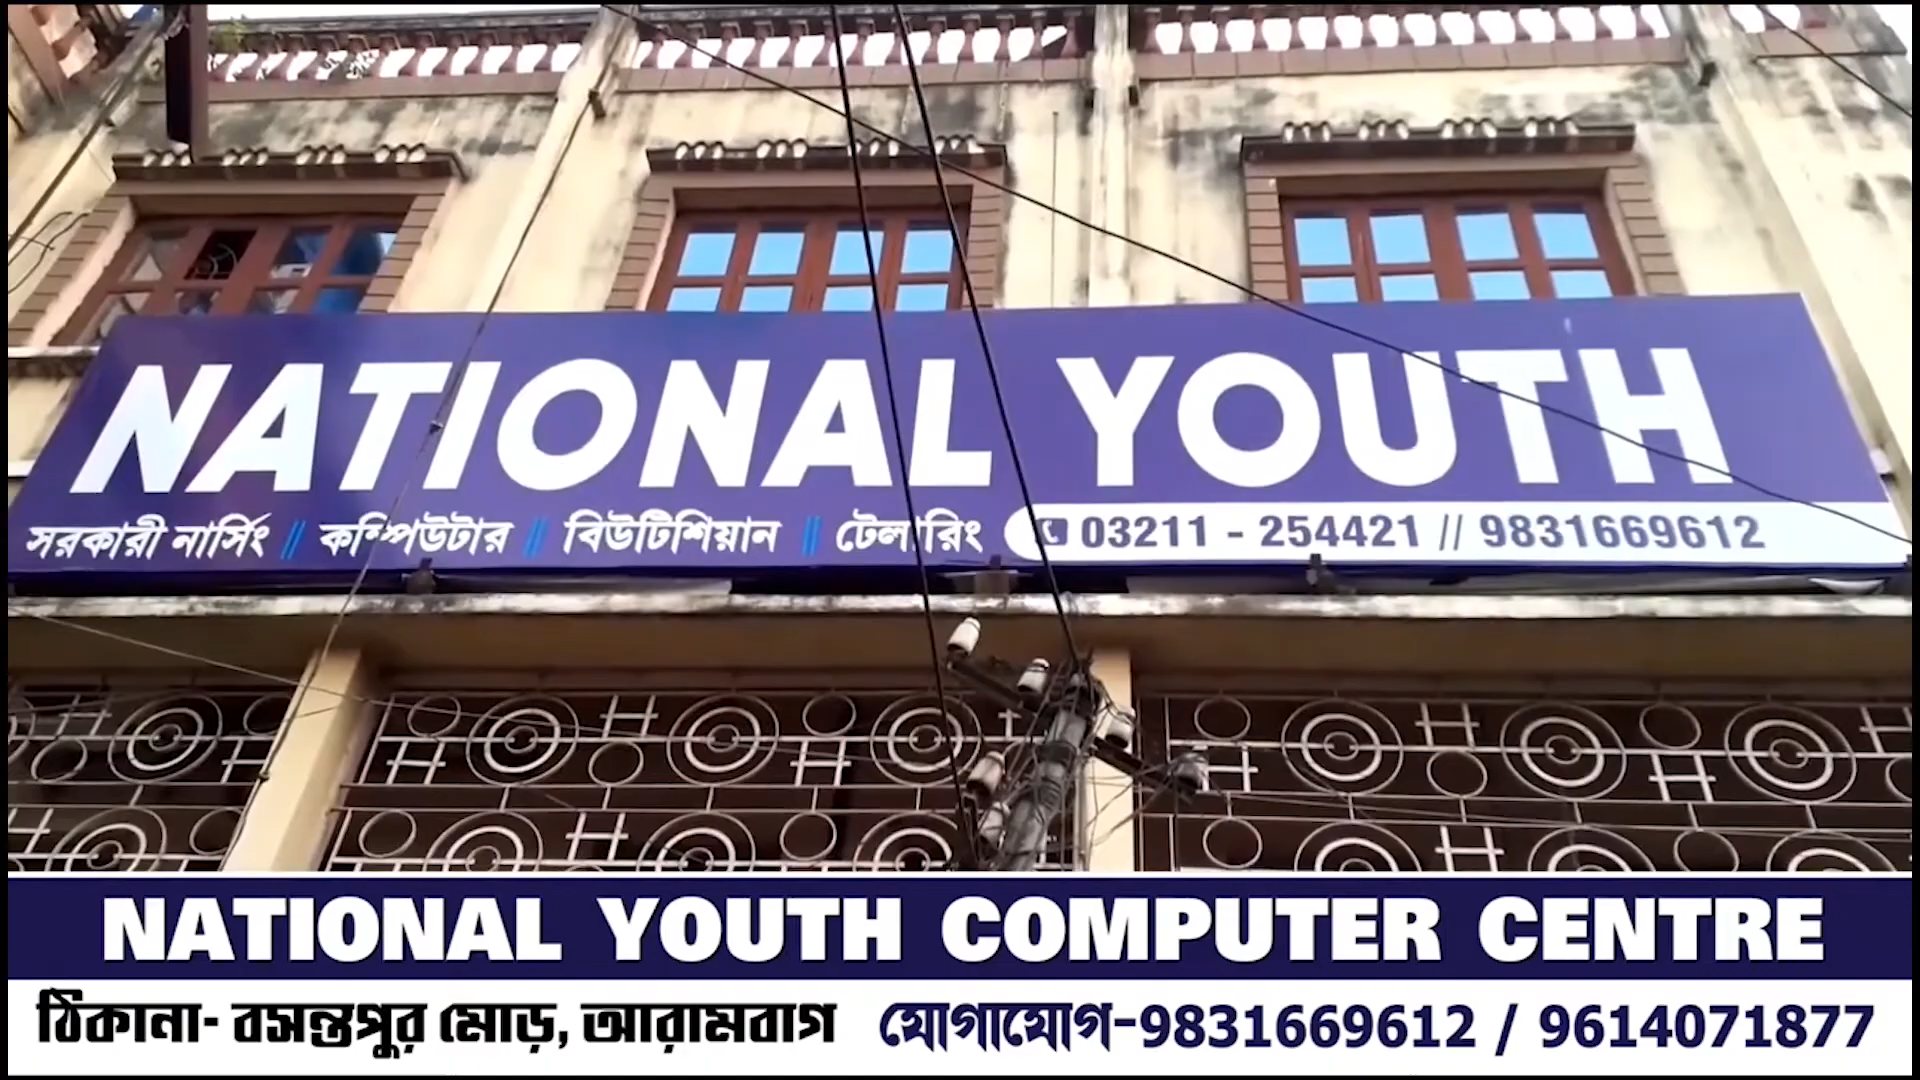 NATIONAL YOUTH
সরকারী নার্সিং // কম্পিউটার // বিউটিশিয়ান // টেলারিং 03211 - 254421 // 9831669612
NATIONAL YOUTH COMPUTER CENTRE
ঠিকানা- বসন্তপুর মোড়, আরামবাগ যোগাযোগ-9831669612 / 9614071877